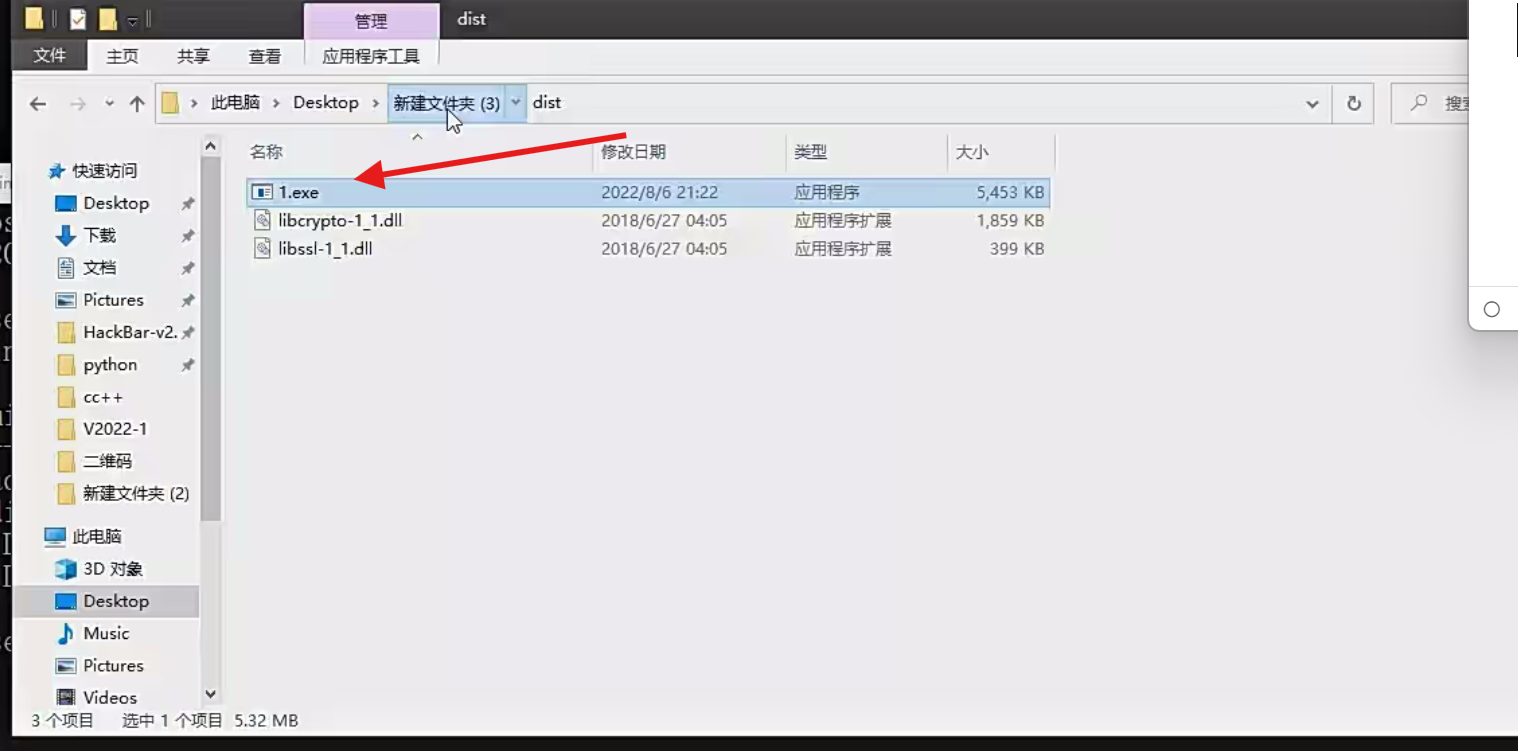 管理
dist
文件 主页 共享 查看 应用程序工具
此电脑 Desktop 新建文件夹 (3) dist
名称 修改日期 类型 大小
1.exe 2022/8/6 21:22 应用程序 5,453 KB
libcrypto-1_1.dll 2018/6/27 04:05 应用程序扩展 1,859 KB
libssl-1_1.dll 2018/6/27 04:05 应用程序扩展 399 KB
快速访问
Desktop
下载
文档
Pictures
HackBar-v2.
python
cc++
V2022-1
二维码
新建文件夹 (2)
此电脑
3D 对象
Desktop
Music
Pictures
Videos
3 个项目 选中 1 个项目 5.32 MB